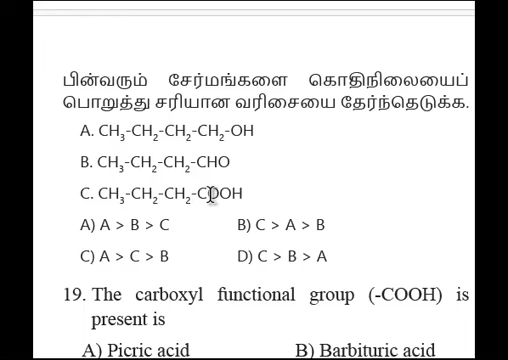 பின்வரும் சேர்மங்களை கொதிநிலையைப்
பொறுத்து சரியான வரிசையை தேர்ந்தெடுக்க.
A. CH₃-CH₂-CH₂-CH₂-OH
B. CH₃-CH₂-CH₂-CHO
C. CH₃-CH₂-CH₂-COOH
A) A > B > C B) C > A > B
C) A > C > B D) C > B > A
19. The carboxyl functional group (-COOH) is
present is
A) Picric acid B) Barbituric acid